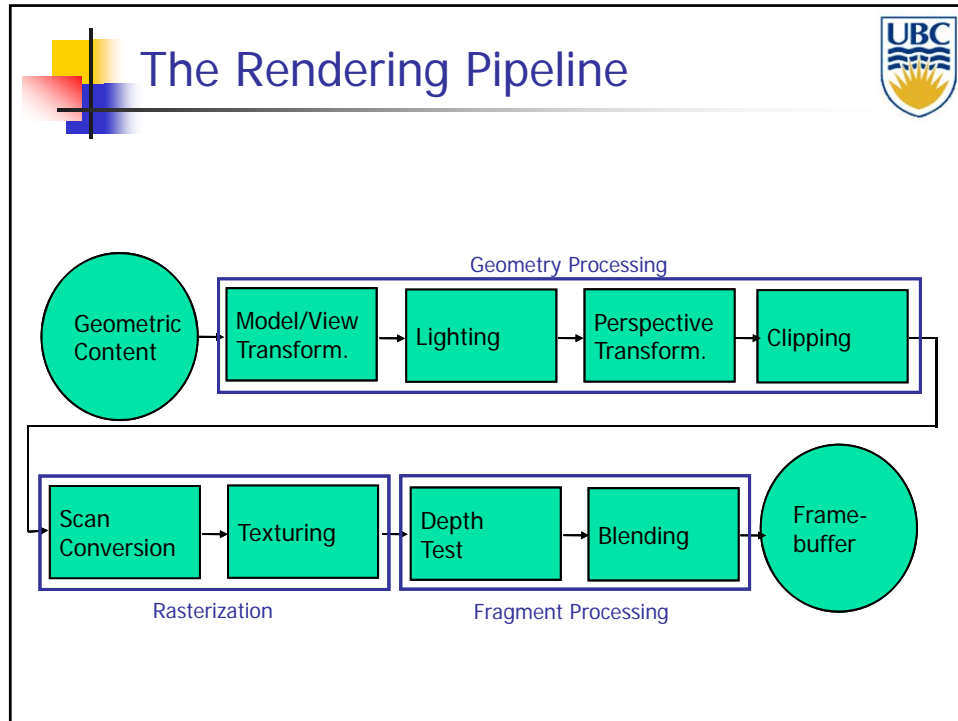 The Rendering Pipeline
UBC
Geometry Processing
Geometric
Content
Model/View
Transform.
Lighting
Perspective
Transform.
Clipping
Scan
Conversion
Texturing
Depth
Test
Blending
Frame-
buffer
Rasterization
Fragment Processing